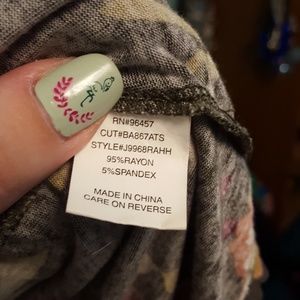 RN#96457
CUT#BA867ATS
STYLE#J9968RAHH
95%RAYON
5%SPANDEX
MADE IN CHINA
CARE ON REVERSE